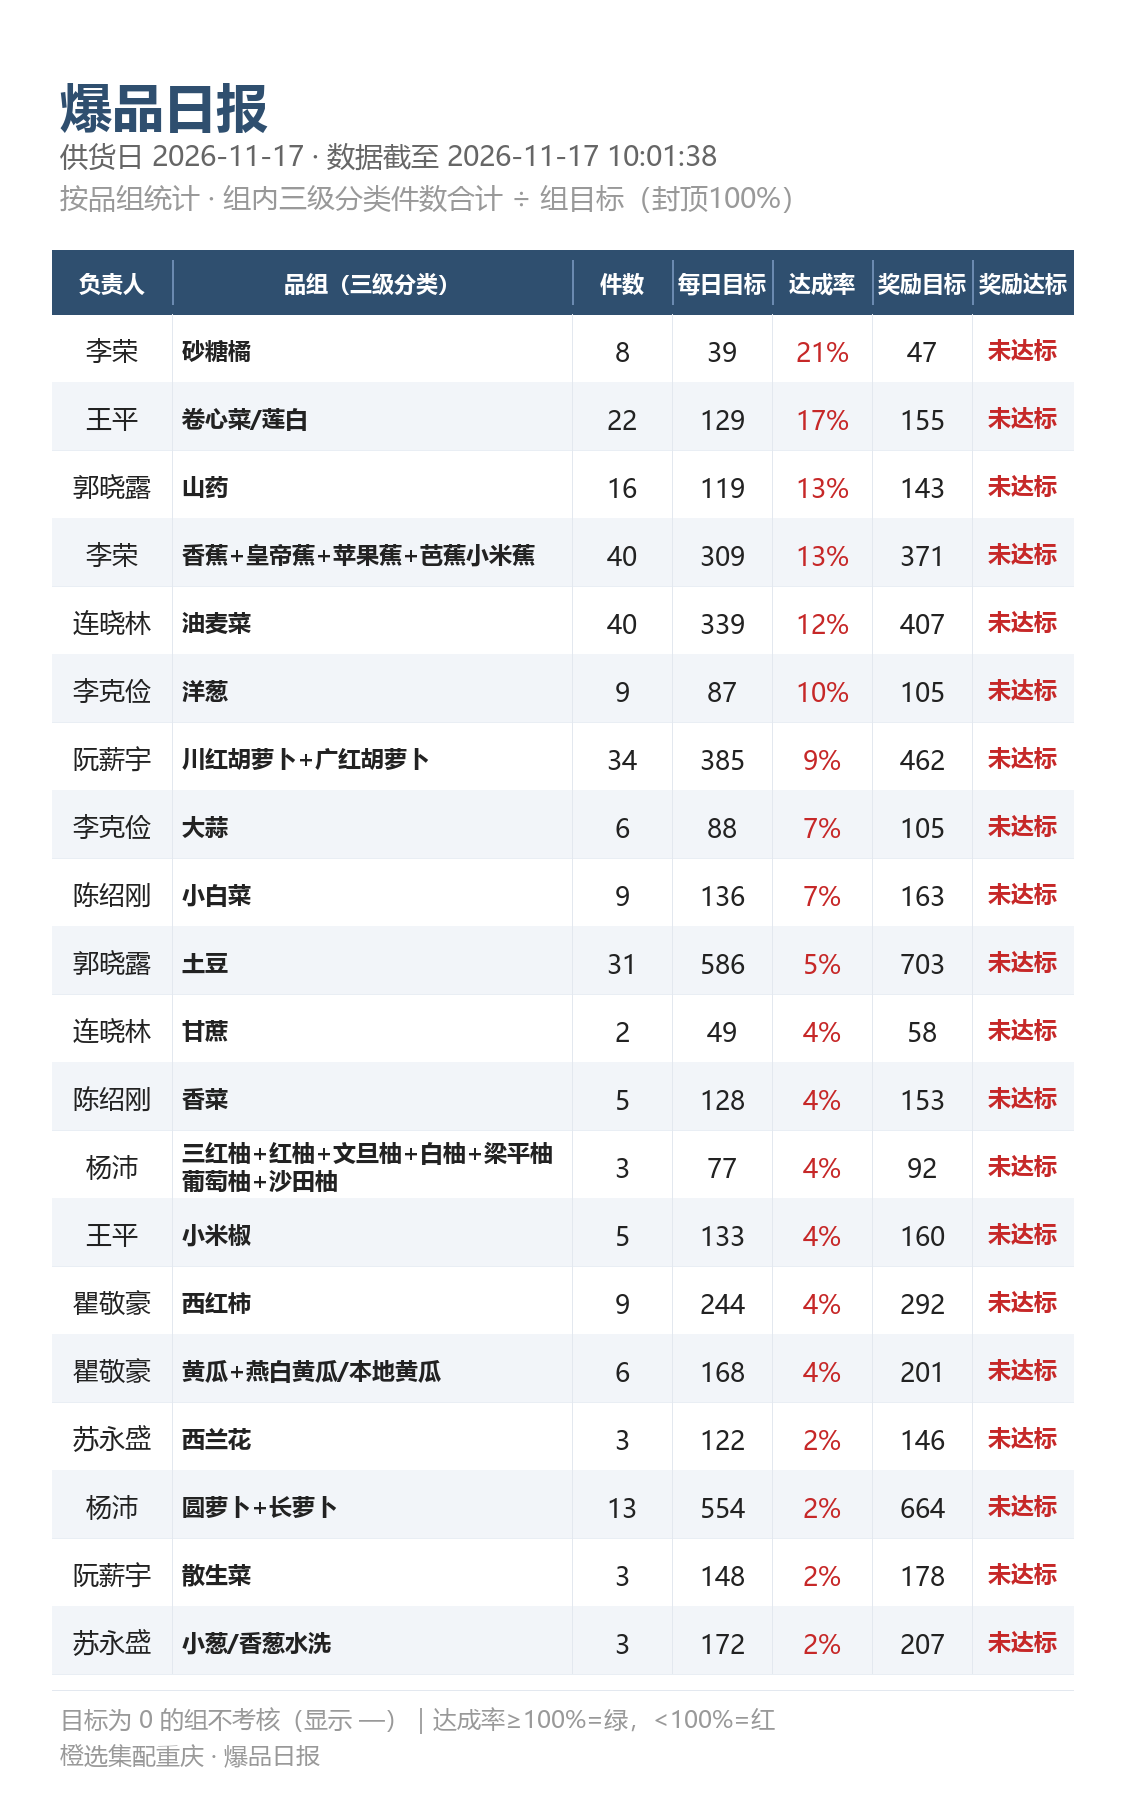 爆品日报
供货日 2026-11-17 · 数据截至 2026-11-17 10:01:38
按品组统计 · 组内三级分类件数合计 ÷ 组目标（封顶100%）
负责人 品组（三级分类） 件数 每日目标 达成率 奖励目标 奖励达标
李荣 砂糖橘 8 39 21% 47 未达标
王平 卷心菜/莲白 22 129 17% 155 未达标
郭晓露 山药 16 119 13% 143 未达标
李荣 香蕉+皇帝蕉+苹果蕉+芭蕉小米蕉 40 309 13% 371 未达标
连晓林 油麦菜 40 339 12% 407 未达标
李克俭 洋葱 9 87 10% 105 未达标
阮薪宇 川红胡萝卜+广红胡萝卜 34 385 9% 462 未达标
李克俭 大蒜 6 88 7% 105 未达标
陈绍刚 小白菜 9 136 7% 163 未达标
郭晓露 土豆 31 586 5% 703 未达标
连晓林 甘蔗 2 49 4% 58 未达标
陈绍刚 香菜 5 128 4% 153 未达标
杨沛 三红柚+红柚+文旦柚+白柚+梁平柚
葡萄柚+沙田柚 3 77 4% 92 未达标
王平 小米椒 5 133 4% 160 未达标
瞿敬豪 西红柿 9 244 4% 292 未达标
瞿敬豪 黄瓜+燕白黄瓜/本地黄瓜 6 168 4% 201 未达标
苏永盛 西兰花 3 122 2% 146 未达标
杨沛 圆萝卜+长萝卜 13 554 2% 664 未达标
阮薪宇 散生菜 3 148 2% 178 未达标
苏永盛 小葱/香葱水洗 3 172 2% 207 未达标
目标为 0 的组不考核（显示 —）｜达成率≥100%=绿，<100%=红
橙选集配重庆 · 爆品日报